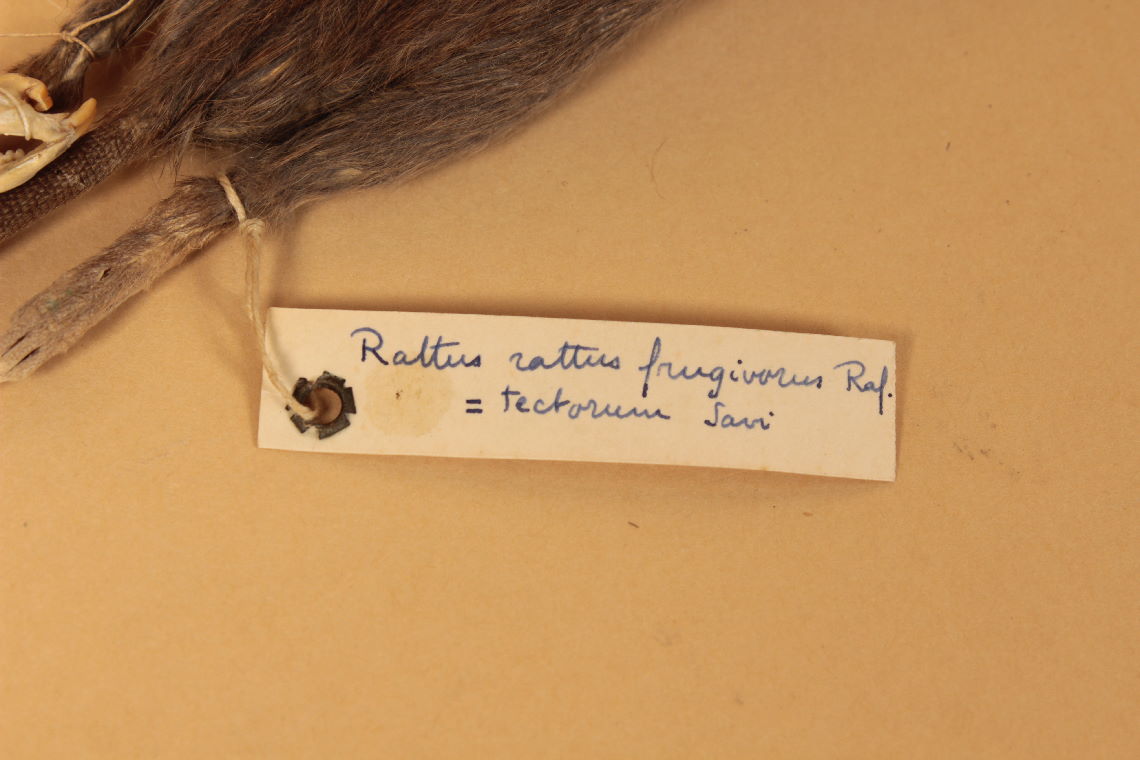 Rattus rattus frugivorus Raf.
= tectorum Savi